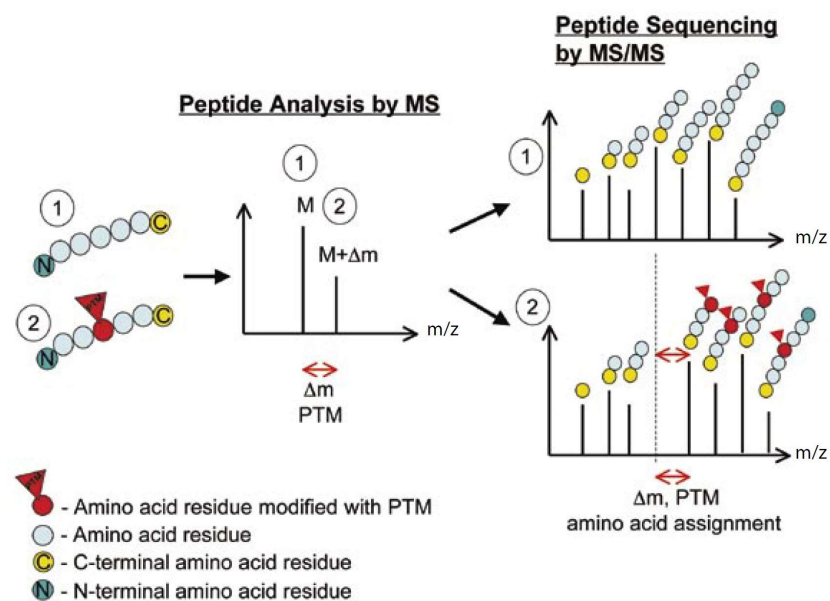 Peptide Sequencing
by MS/MS
Peptide Analysis by MS
1
M
2
M+Δm
m/z
Δm
PTM
1
N
C
2
PTM
N
C
1
m/z
2
m/z
Δm, PTM
amino acid assignment
PTM
- Amino acid residue modified with PTM
- Amino acid residue
C
- C-terminal amino acid residue
N
- N-terminal amino acid residue